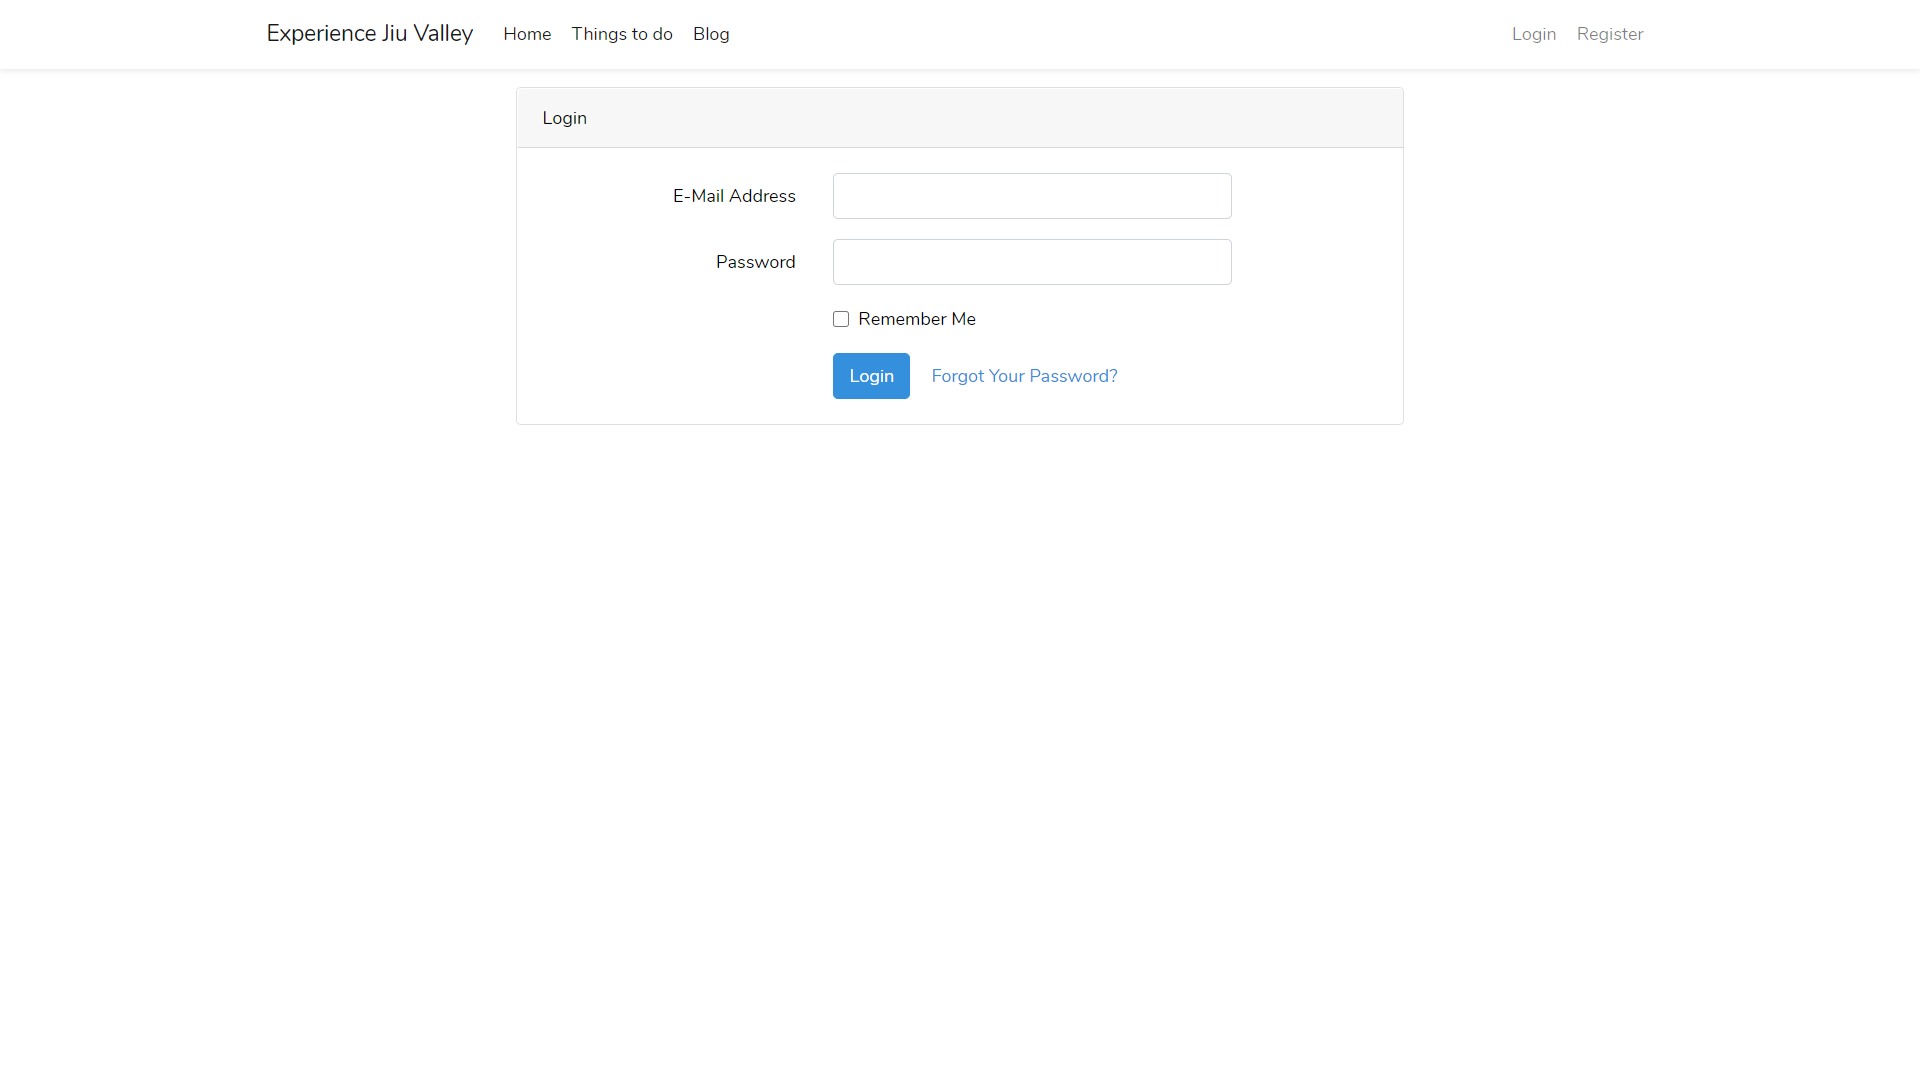 Experience Jiu Valley Home Things to do Blog Login Register
Login
E-Mail Address
Password
Remember Me
Login Forgot Your Password?